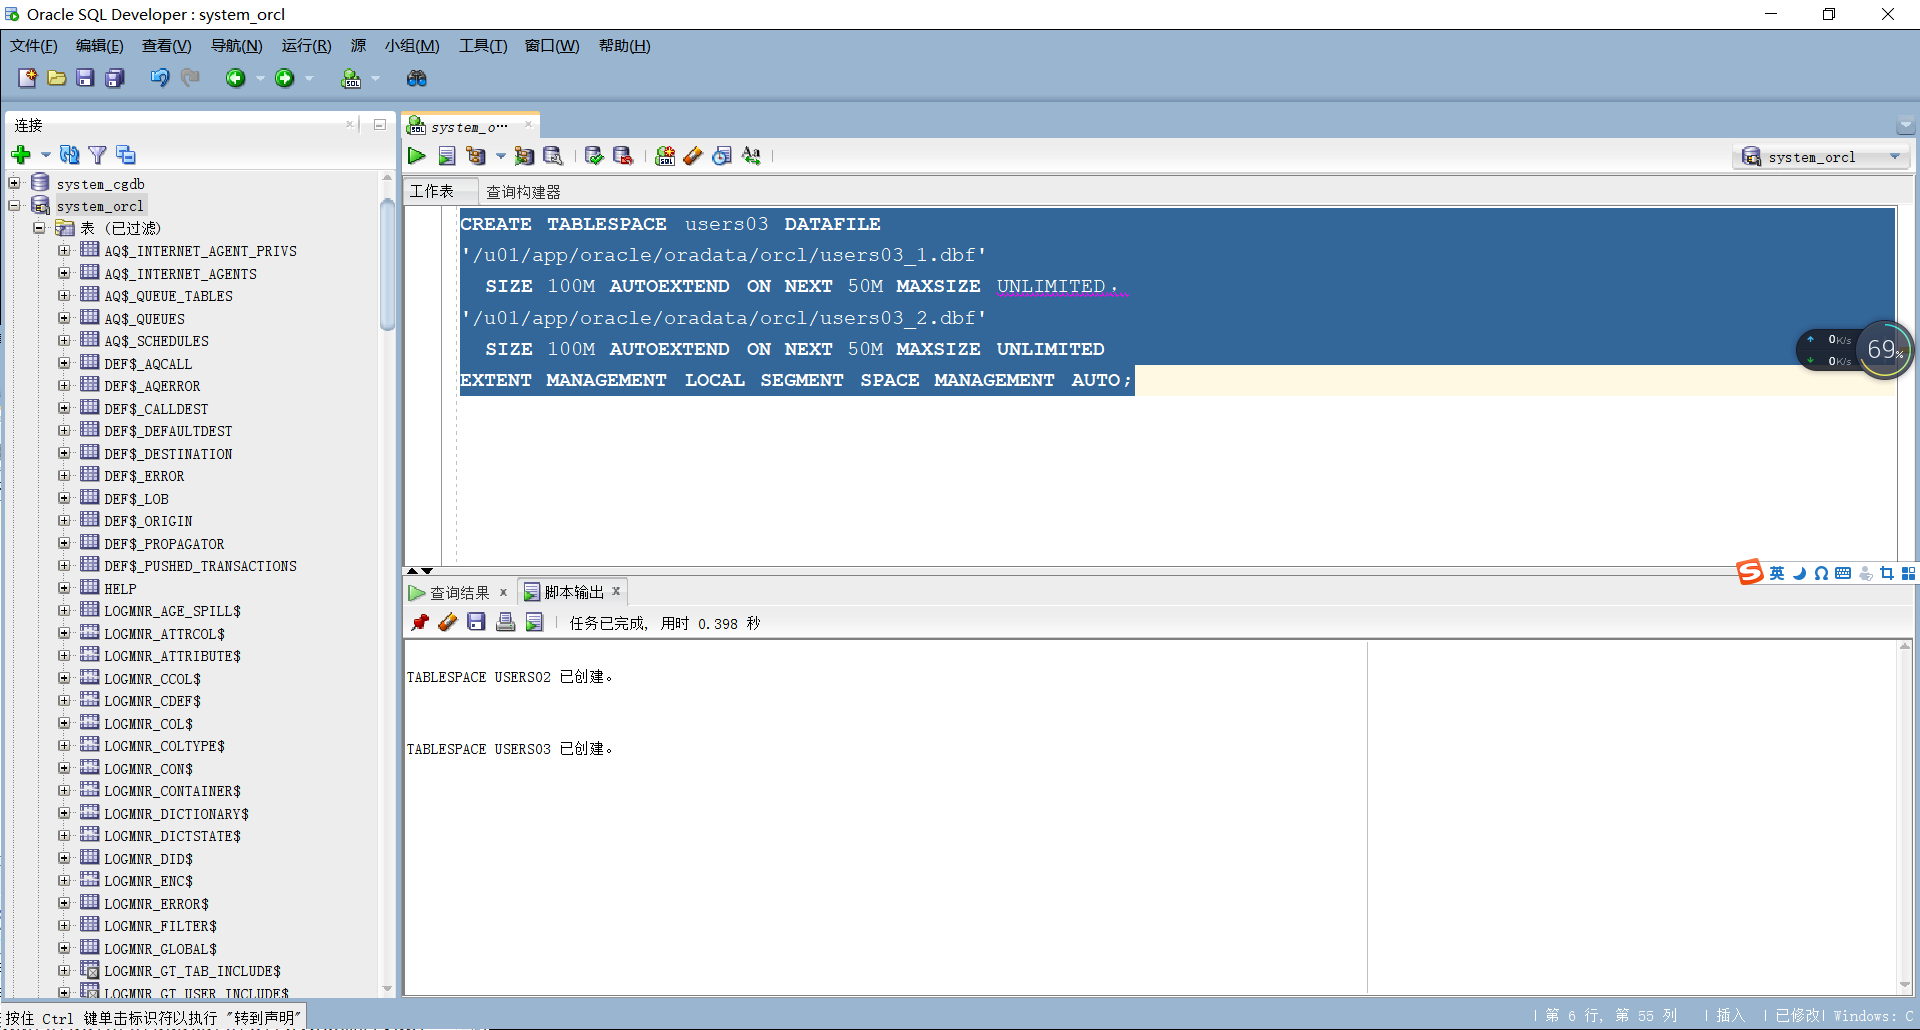 Oracle SQL Developer : system_orcl
文件(F) 编辑(E) 查看(V) 导航(N) 运行(R) 源 小组(M) 工具(T) 窗口(W) 帮助(H)
连接
system_cgdb
system_orcl
表 (已过滤)
AQ$_INTERNET_AGENT_PRIVS
AQ$_INTERNET_AGENTS
AQ$_QUEUE_TABLES
AQ$_QUEUES
AQ$_SCHEDULES
DEF$_AQCALL
DEF$_AQERROR
DEF$_CALLDEST
DEF$_DEFAULTDEST
DEF$_DESTINATION
DEF$_ERROR
DEF$_LOB
DEF$_ORIGIN
DEF$_PROPAGATOR
DEF$_PUSHED_TRANSACTIONS
HELP
LOGMNR_AGE_SPILL$
LOGMNR_ATTRCOL$
LOGMNR_ATTRIBUTE$
LOGMNR_CCOL$
LOGMNR_CDEF$
LOGMNR_COL$
LOGMNR_COLTYPE$
LOGMNR_CON$
LOGMNR_CONTAINER$
LOGMNR_DICTIONARY$
LOGMNR_DICTSTATE$
LOGMNR_DID$
LOGMNR_ENC$
LOGMNR_ERROR$
LOGMNR_FILTER$
LOGMNR_GLOBAL$
LOGMNR_GT_TAB_INCLUDE$
LOGMNR_GT_USER_INCLUDE$
system_o…
system_orcl
工作表 查询构建器
CREATE TABLESPACE users03 DATAFILE
'/u01/app/oracle/oradata/orcl/users03_1.dbf'
SIZE 100M AUTOEXTEND ON NEXT 50M MAXSIZE UNLIMITED，
'/u01/app/oracle/oradata/orcl/users03_2.dbf'
SIZE 100M AUTOEXTEND ON NEXT 50M MAXSIZE UNLIMITED
EXTENT MANAGEMENT LOCAL SEGMENT SPACE MANAGEMENT AUTO;
0K/s
0K/s
69%
英
查询结果 脚本输出
任务已完成, 用时 0.398 秒
TABLESPACE USERS02 已创建。
TABLESPACE USERS03 已创建。
按住 Ctrl 键单击标识符以执行 "转到声明"
第 6 行, 第 55 列 | 插入 | 已修改| Windows: C